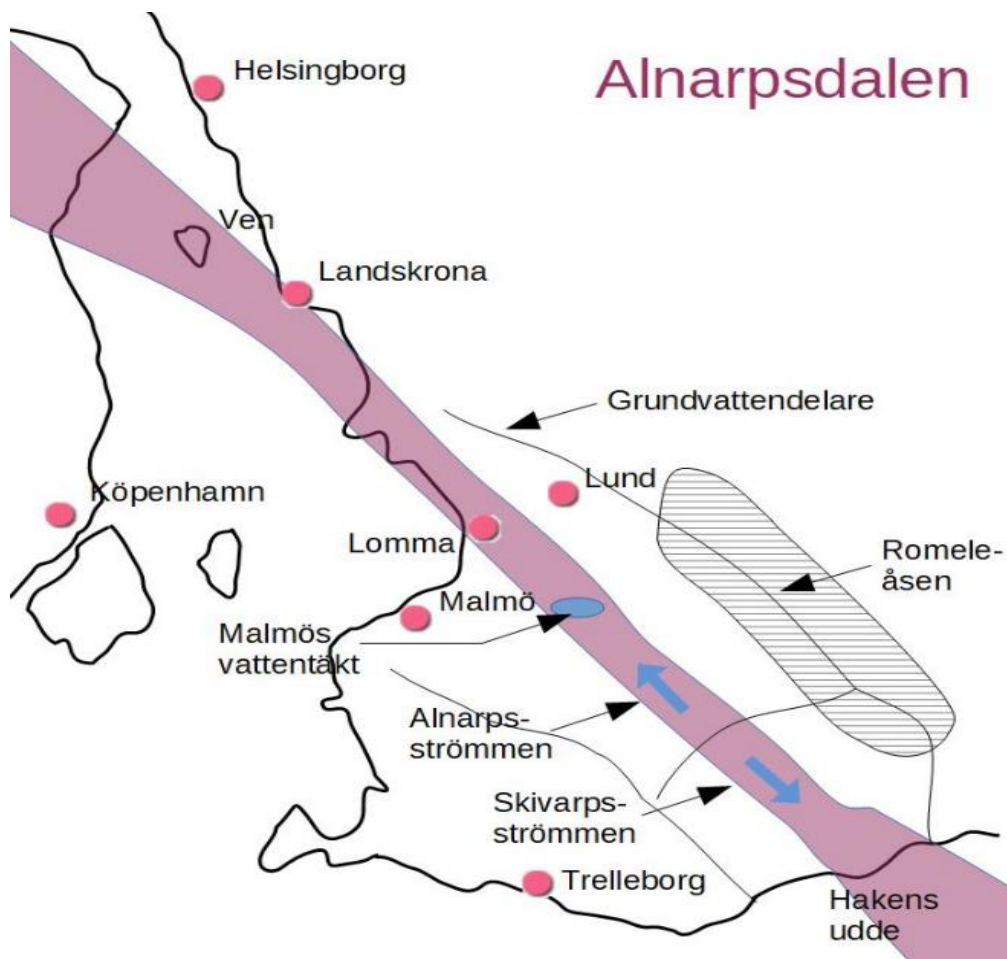 Alnarpsdalen
Helsingborg
Ven
Landskrona
Grundvattendelare
Köpenhamn
Lund
Lomma
Romele-
åsen
Malmö
Malmös
vattentäkt
Alnarps-
strömmen
Skivarps-
strömmen
Trelleborg
Hakens
udde